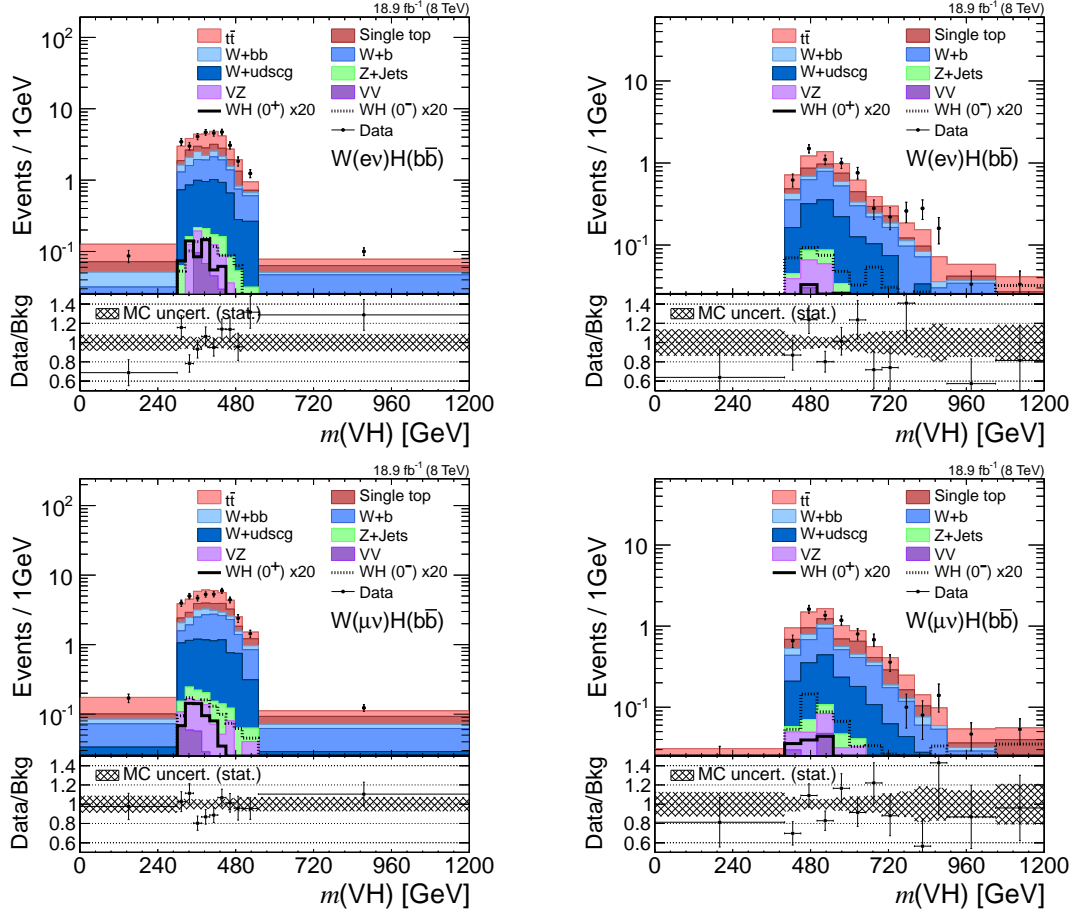 18.9 fb⁻¹ (8 TeV)
Events / 1GeV
10²
10
1
10⁻¹
tt̄
Single top
W+bb
W+b
W+udscg
Z+Jets
VZ
VV
WH (0⁺) x20
WH (0⁻) x20
Data
W(eν)H(bb̄)
Data/Bkg
1.4
1.2
1
0.8
0.6
MC uncert. (stat.)
0 240 480 720 960 1200
m(VH) [GeV]
18.9 fb⁻¹ (8 TeV)
Events / 1GeV
10
1
10⁻¹
tt̄
Single top
W+bb
W+b
W+udscg
Z+Jets
VZ
VV
WH (0⁺) x20
WH (0⁻) x20
Data
W(eν)H(bb̄)
Data/Bkg
1.4
1.2
1
0.8
0.6
MC uncert. (stat.)
0 240 480 720 960 1200
m(VH) [GeV]
18.9 fb⁻¹ (8 TeV)
Events / 1GeV
10²
10
1
10⁻¹
tt̄
Single top
W+bb
W+b
W+udscg
Z+Jets
VZ
VV
WH (0⁺) x20
WH (0⁻) x20
Data
W(μν)H(bb̄)
Data/Bkg
1.4
1.2
1
0.8
0.6
MC uncert. (stat.)
0 240 480 720 960 1200
m(VH) [GeV]
18.9 fb⁻¹ (8 TeV)
Events / 1GeV
10
1
10⁻¹
tt̄
Single top
W+bb
W+b
W+udscg
Z+Jets
VZ
VV
WH (0⁺) x20
WH (0⁻) x20
Data
W(μν)H(bb̄)
Data/Bkg
1.4
1.2
1
0.8
0.6
MC uncert. (stat.)
0 240 480 720 960 1200
m(VH) [GeV]